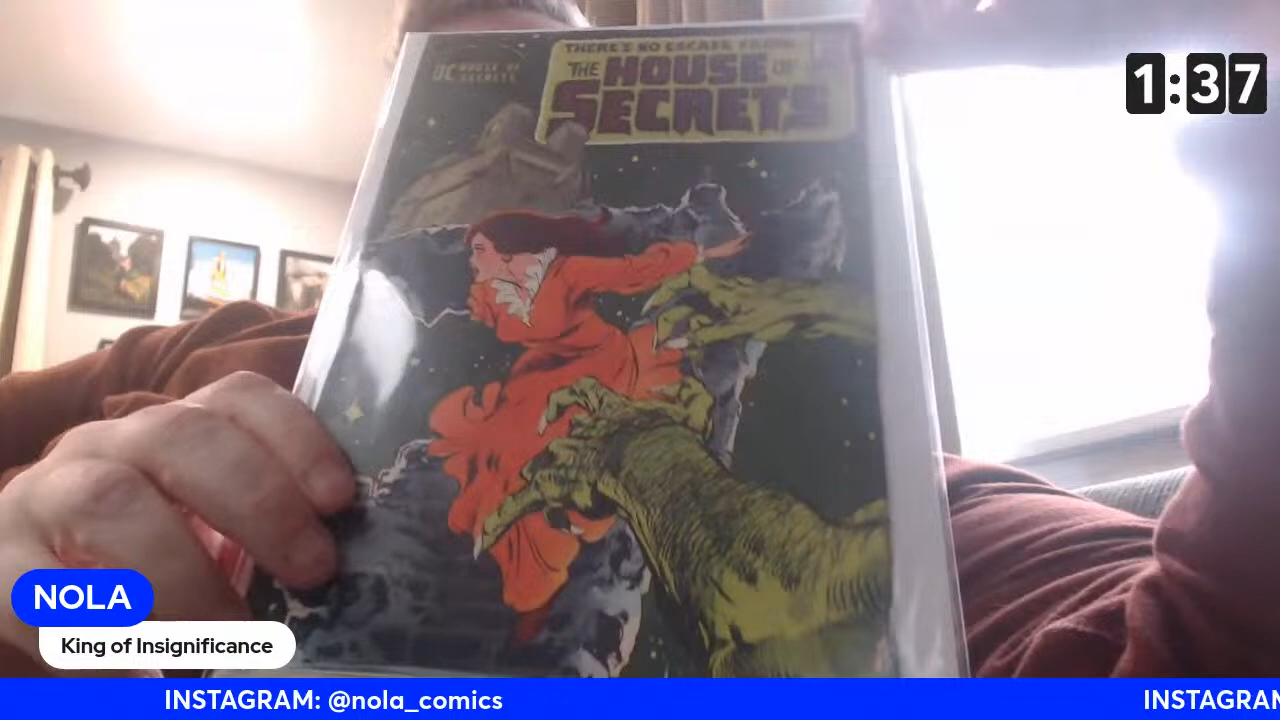 THERE'S NO ESCAPE FROM
THE HOUSE OF
SECRETS
DC HOUSE OF
SECRETS
1:37
NOLA
King of Insignificance
INSTAGRAM: @nola_comics
INSTAGRAM